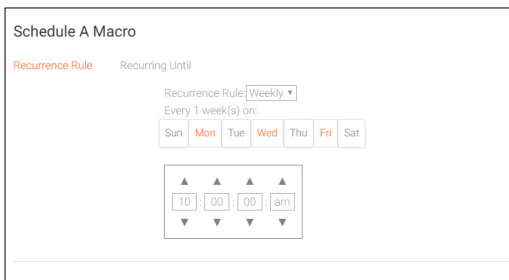 Schedule A Macro
Recurrence Rule Recurring Until
Recurrence Rule: Weekly
Every 1 week(s) on:
Sun Mon Tue Wed Thu Fri Sat
10 : 00 : 00 : am